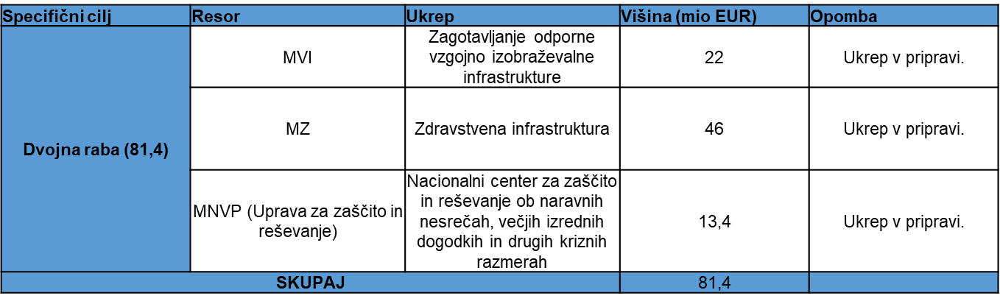 Specifični cilj Resor Ukrep Višina (mio EUR) Opomba
Dvojna raba (81,4)
MVI
Zagotavljanje odporne
vzgojno izobraževalne
infrastrukture
22
Ukrep v pripravi.
MZ
Zdravstvena infrastruktura
46
Ukrep v pripravi.
MNVP (Uprava za zaščito in
reševanje)
Nacionalni center za zaščito
in reševanje ob naravnih
nesrečah, večjih izrednih
dogodkih in drugih kriznih
razmerah
13,4
Ukrep v pripravi.
SKUPAJ 81,4